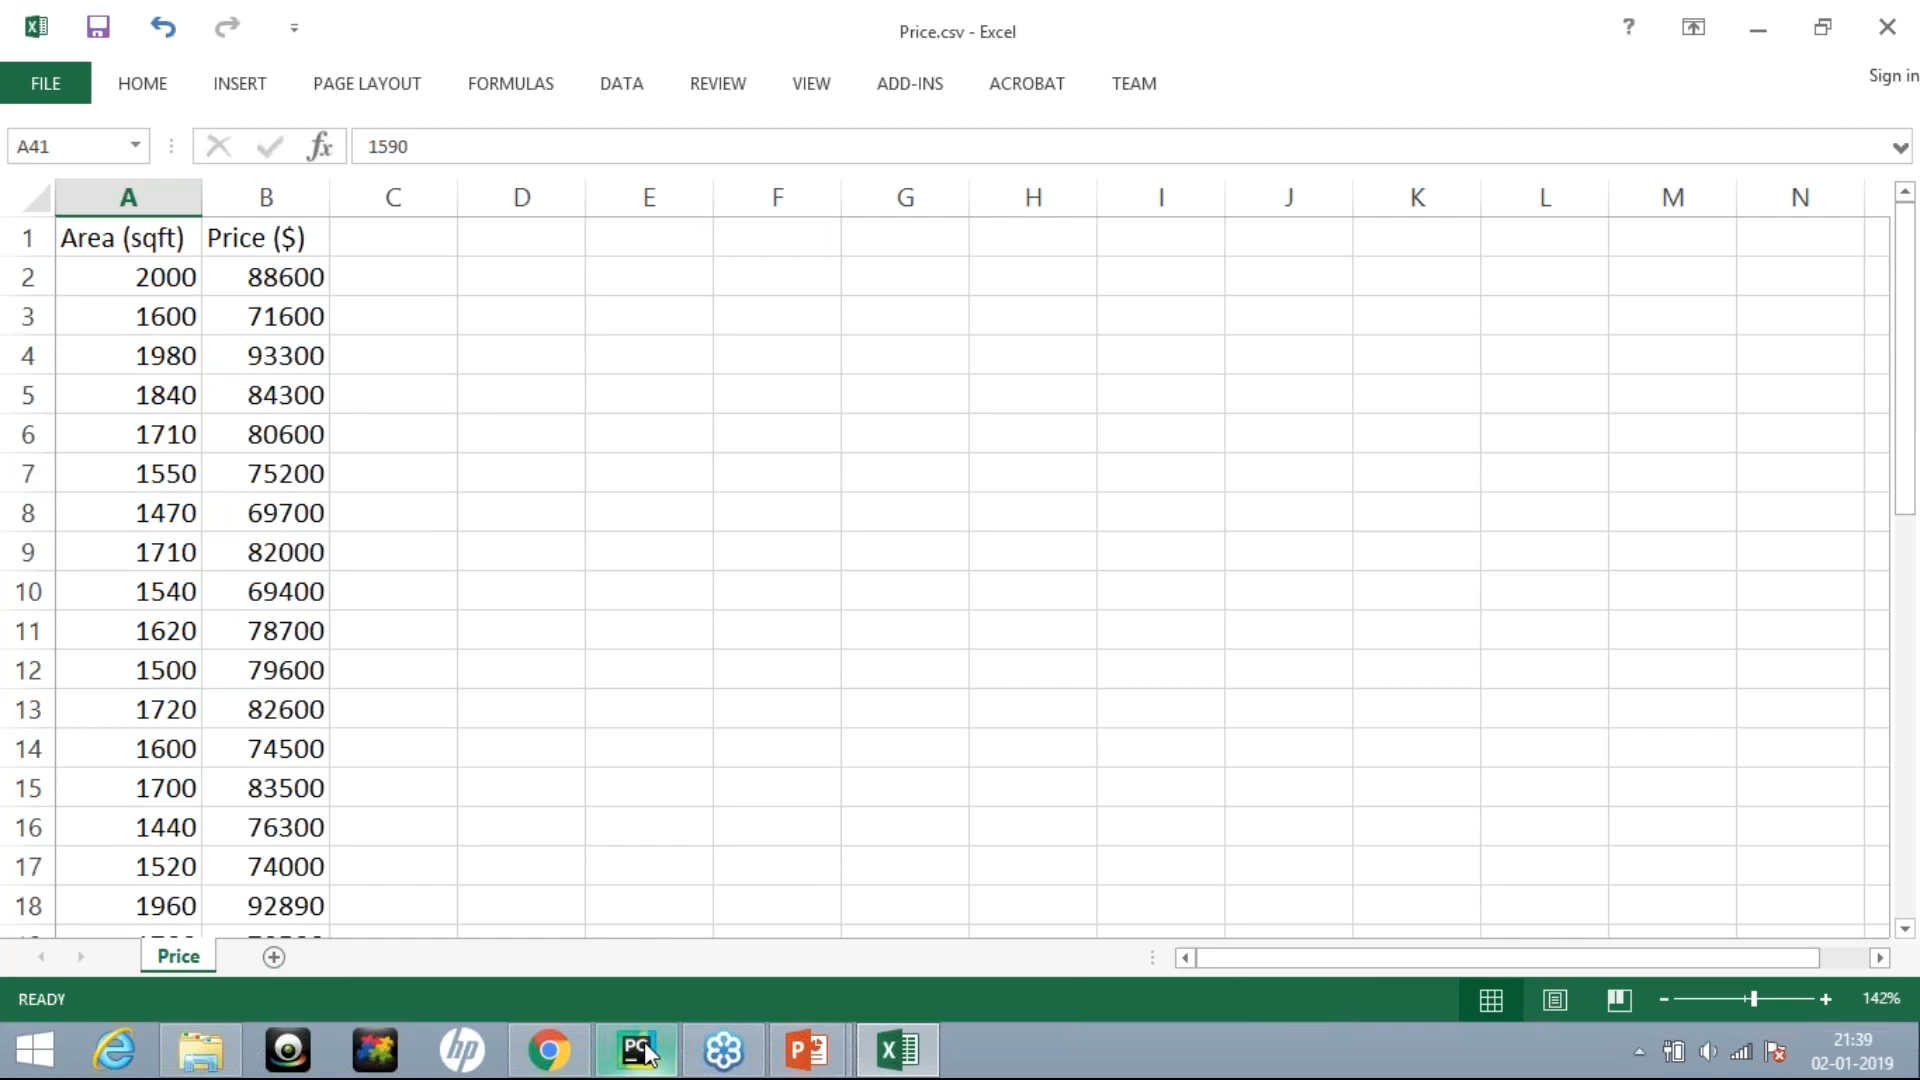 Price.csv - Excel
?
FILE HOME INSERT PAGE LAYOUT FORMULAS DATA REVIEW VIEW ADD-INS ACROBAT TEAM Sign in
A41 fx 1590
A B C D E F G H I J K L M N
1 Area (sqft) Price ($)
2 2000 88600
3 1600 71600
4 1980 93300
5 1840 84300
6 1710 80600
7 1550 75200
8 1470 69700
9 1710 82000
10 1540 69400
11 1620 78700
12 1500 79600
13 1720 82600
14 1600 74500
15 1700 83500
16 1440 76300
17 1520 74000
18 1960 92890
Price
READY 142%
hp PC P X
21:39
02-01-2019